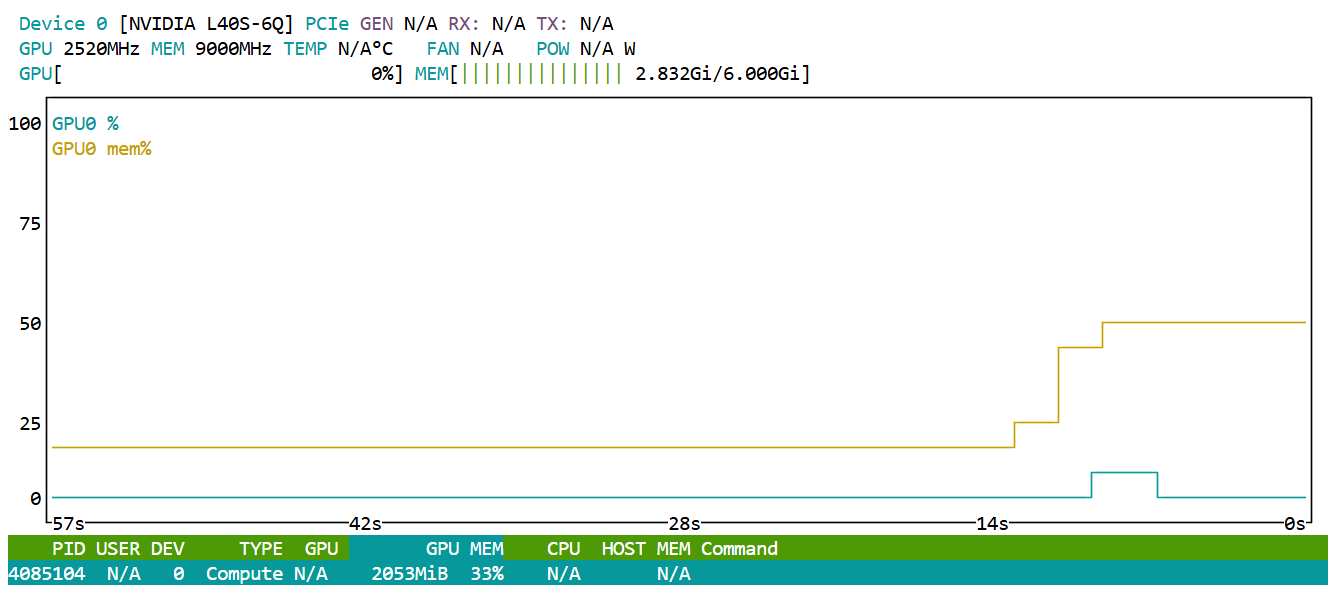 Device 0 [NVIDIA L40S-6Q] PCIe GEN N/A RX: N/A TX: N/A
GPU 2520MHz MEM 9000MHz TEMP N/A°C FAN N/A POW N/A W
GPU[ 0%] MEM[||||||||||||||| 2.832Gi/6.000Gi]
100 GPU0 %
GPU0 mem%
75
50
25
0
57s 42s 28s 14s 0s
PID USER DEV TYPE GPU GPU MEM CPU HOST MEM Command
4085104 N/A 0 Compute N/A 2053MiB 33% N/A N/A